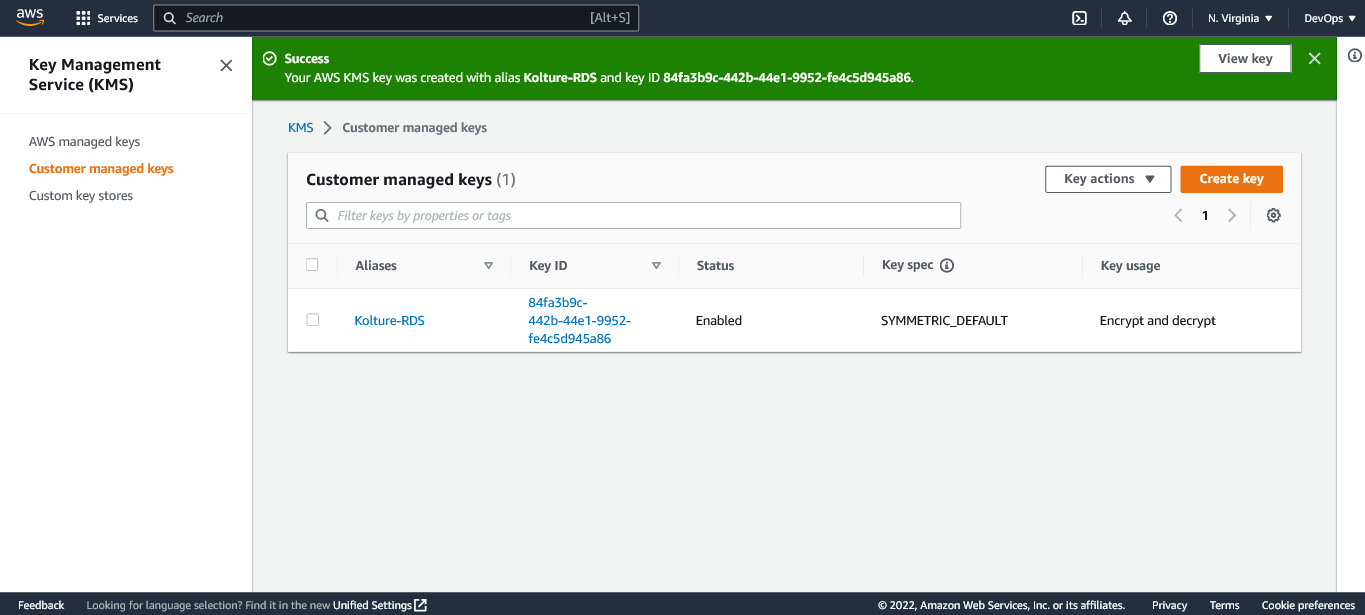 aws
Services
Search [Alt+S]
N. Virginia
DevOps
Key Management
Service (KMS)
AWS managed keys
Customer managed keys
Custom key stores
Success
Your AWS KMS key was created with alias Kolture-RDS and key ID 84fa3b9c-442b-44e1-9952-fe4c5d945a86.
View key
KMS > Customer managed keys
Customer managed keys (1)
Key actions
Create key
Filter keys by properties or tags
1
Aliases Key ID Status Key spec Key usage
84fa3b9c-
Kolture-RDS 442b-44e1-9952- Enabled SYMMETRIC_DEFAULT Encrypt and decrypt
fe4c5d945a86
Feedback Looking for language selection? Find it in the new Unified Settings © 2022, Amazon Web Services, Inc. or its affiliates. Privacy Terms Cookie preferences